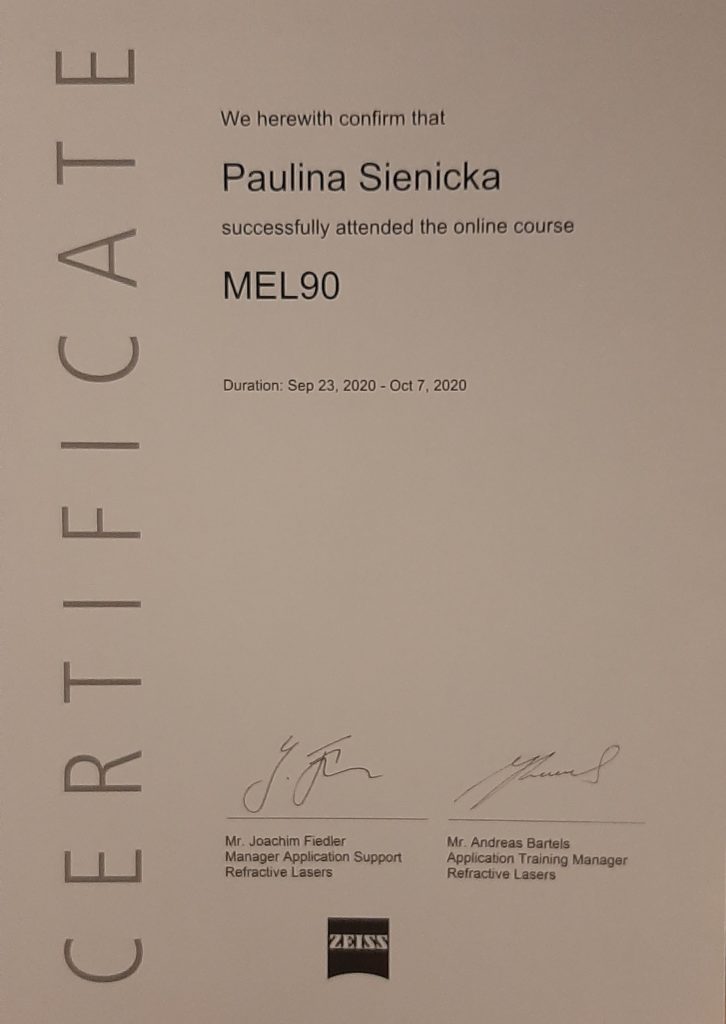 CERTIFICATE
We herewith confirm that
Paulina Sienicka
successfully attended the online course
MEL90
Duration: Sep 23, 2020 - Oct 7, 2020
Mr. Joachim Fiedler
Manager Application Support
Refractive Lasers
Mr. Andreas Bartels
Application Training Manager
Refractive Lasers
ZEISS